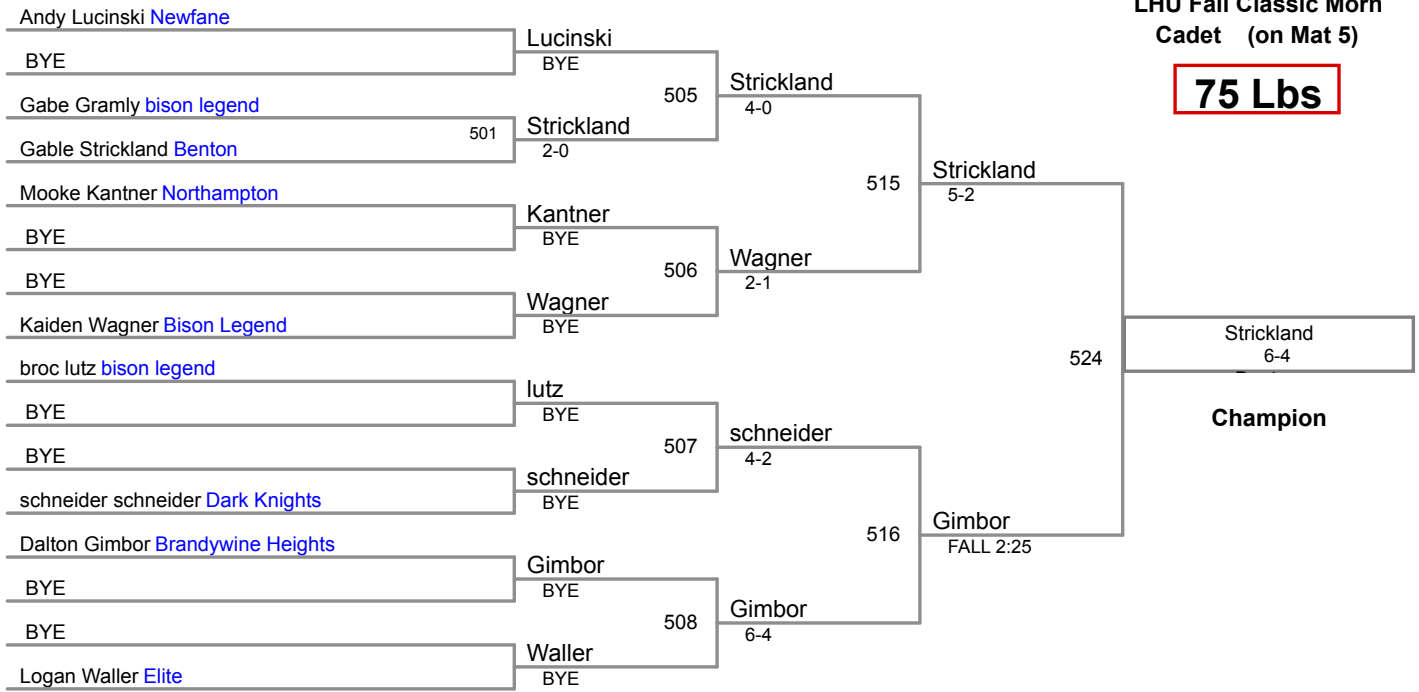 LHU Fall Classic Morn
Cadet (on Mat 5)
75 Lbs
Andy Lucinski Newfane
BYE
Gabe Gramly bison legend
Gable Strickland Benton
Mooke Kantner Northampton
BYE
BYE
Kaiden Wagner Bison Legend
broc lutz bison legend
BYE
BYE
schneider schneider Dark Knights
Dalton Gimbor Brandywine Heights
BYE
BYE
Logan Waller Elite
501
Lucinski
BYE
Strickland
2-0
Kantner
BYE
Wagner
BYE
lutz
BYE
schneider
BYE
Gimbor
BYE
Waller
BYE
505
506
507
508
Strickland
4-0
Wagner
2-1
schneider
4-2
Gimbor
6-4
515
516
Strickland
5-2
Gimbor
FALL 2:25
524
Strickland
6-4
Champion